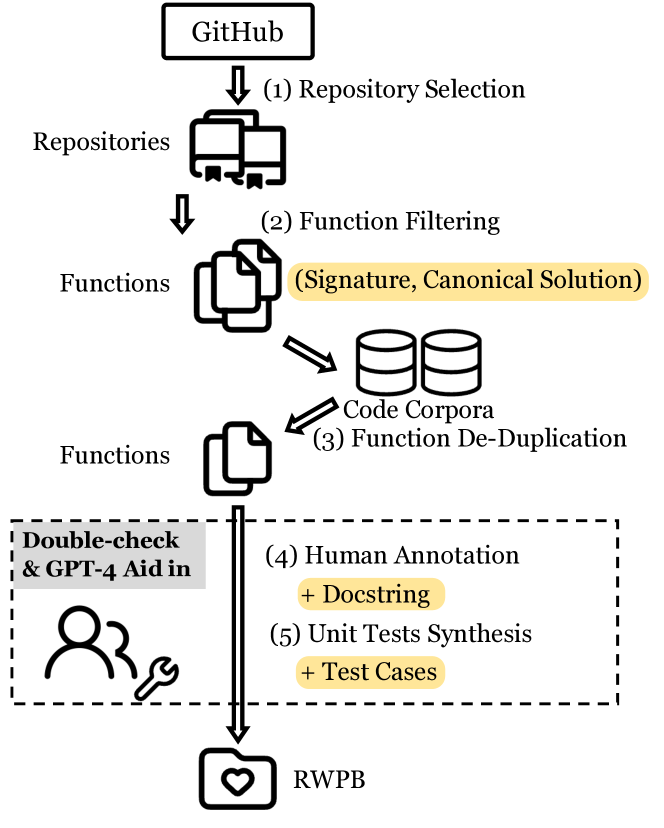 GitHub
(1) Repository Selection
Repositories
(2) Function Filtering
Functions
(Signature, Canonical Solution)
Code Corpora
(3) Function De-Duplication
Functions
Double-check
& GPT-4 Aid in
(4) Human Annotation
+ Docstring
(5) Unit Tests Synthesis
+ Test Cases
RWPB